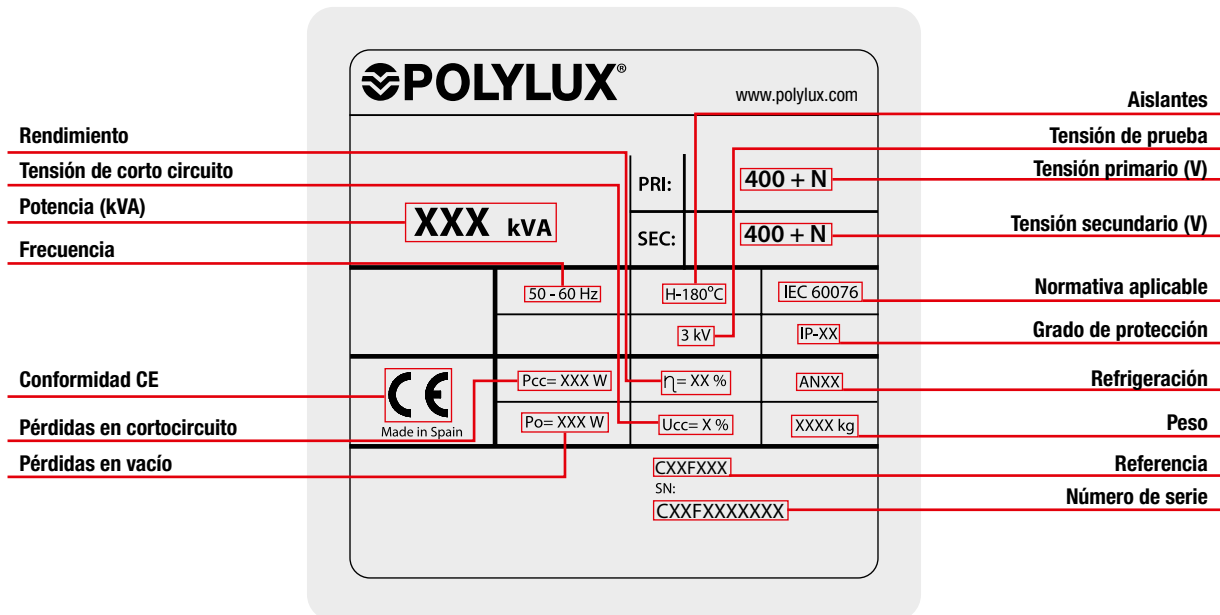 POLYLUX®
www.polylux.com
Rendimiento
Tensión de corto circuito
Potencia (kVA)
Frecuencia
Conformidad CE
Pérdidas en cortocircuito
Pérdidas en vacío
PRI: 400 + N
XXX kVA
SEC: 400 + N
50 - 60 Hz H-180°C IEC 60076
3 kV IP-XX
Pcc= XXX W η= XX % ANXX
CE
Made in Spain
Po= XXX W Ucc= X % XXXX kg
CXXFXXX
SN:
CXXFXXXXXXX
Aislantes
Tensión de prueba
Tensión primario (V)
Tensión secundario (V)
Normativa aplicable
Grado de protección
Refrigeración
Peso
Referencia
Número de serie